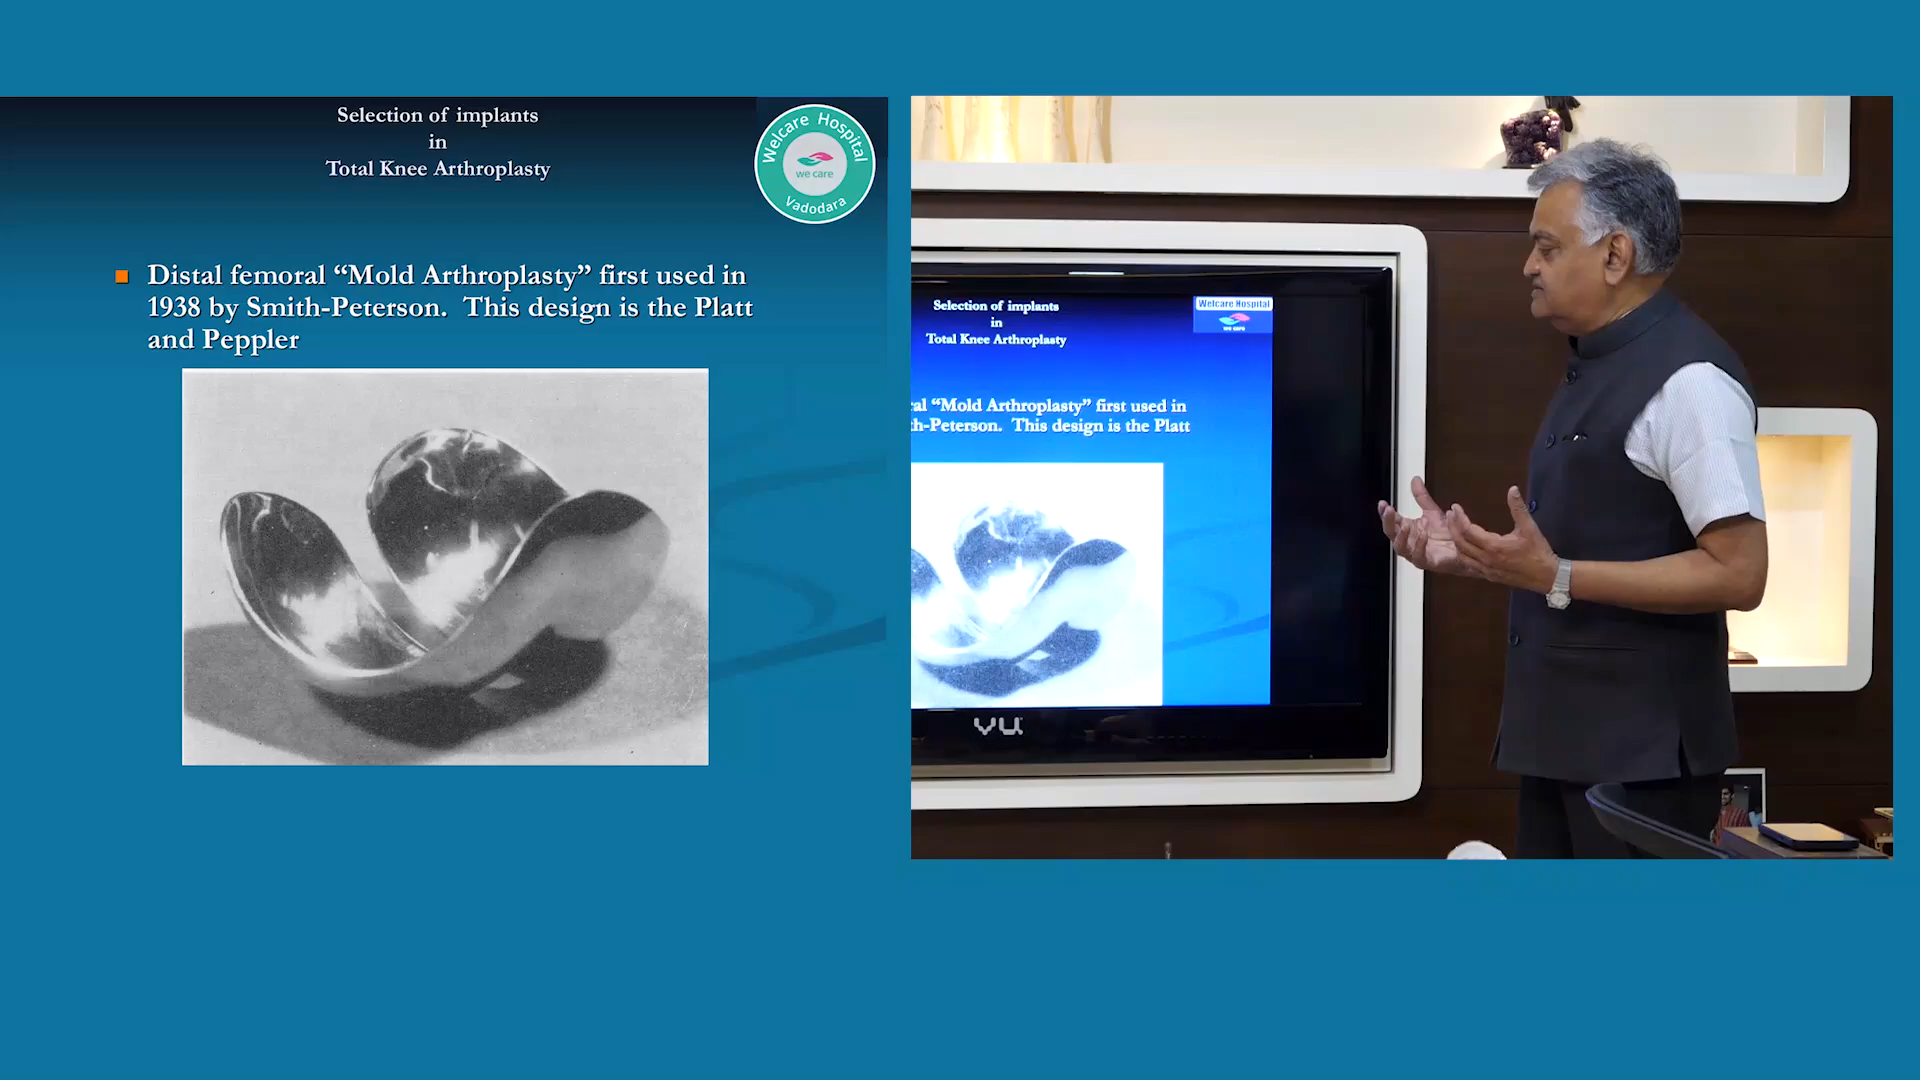 Selection of implants
in
Total Knee Arthroplasty
Welcare Hospital
we care
Vadodara
Distal femoral “Mold Arthroplasty” first used in
1938 by Smith-Peterson. This design is the Platt
and Peppler
Selection of implants
in
Total Knee Arthroplasty
Welcare Hospital
we care
al “Mold Arthroplasty” first used in
th-Peterson. This design is the Platt
VU